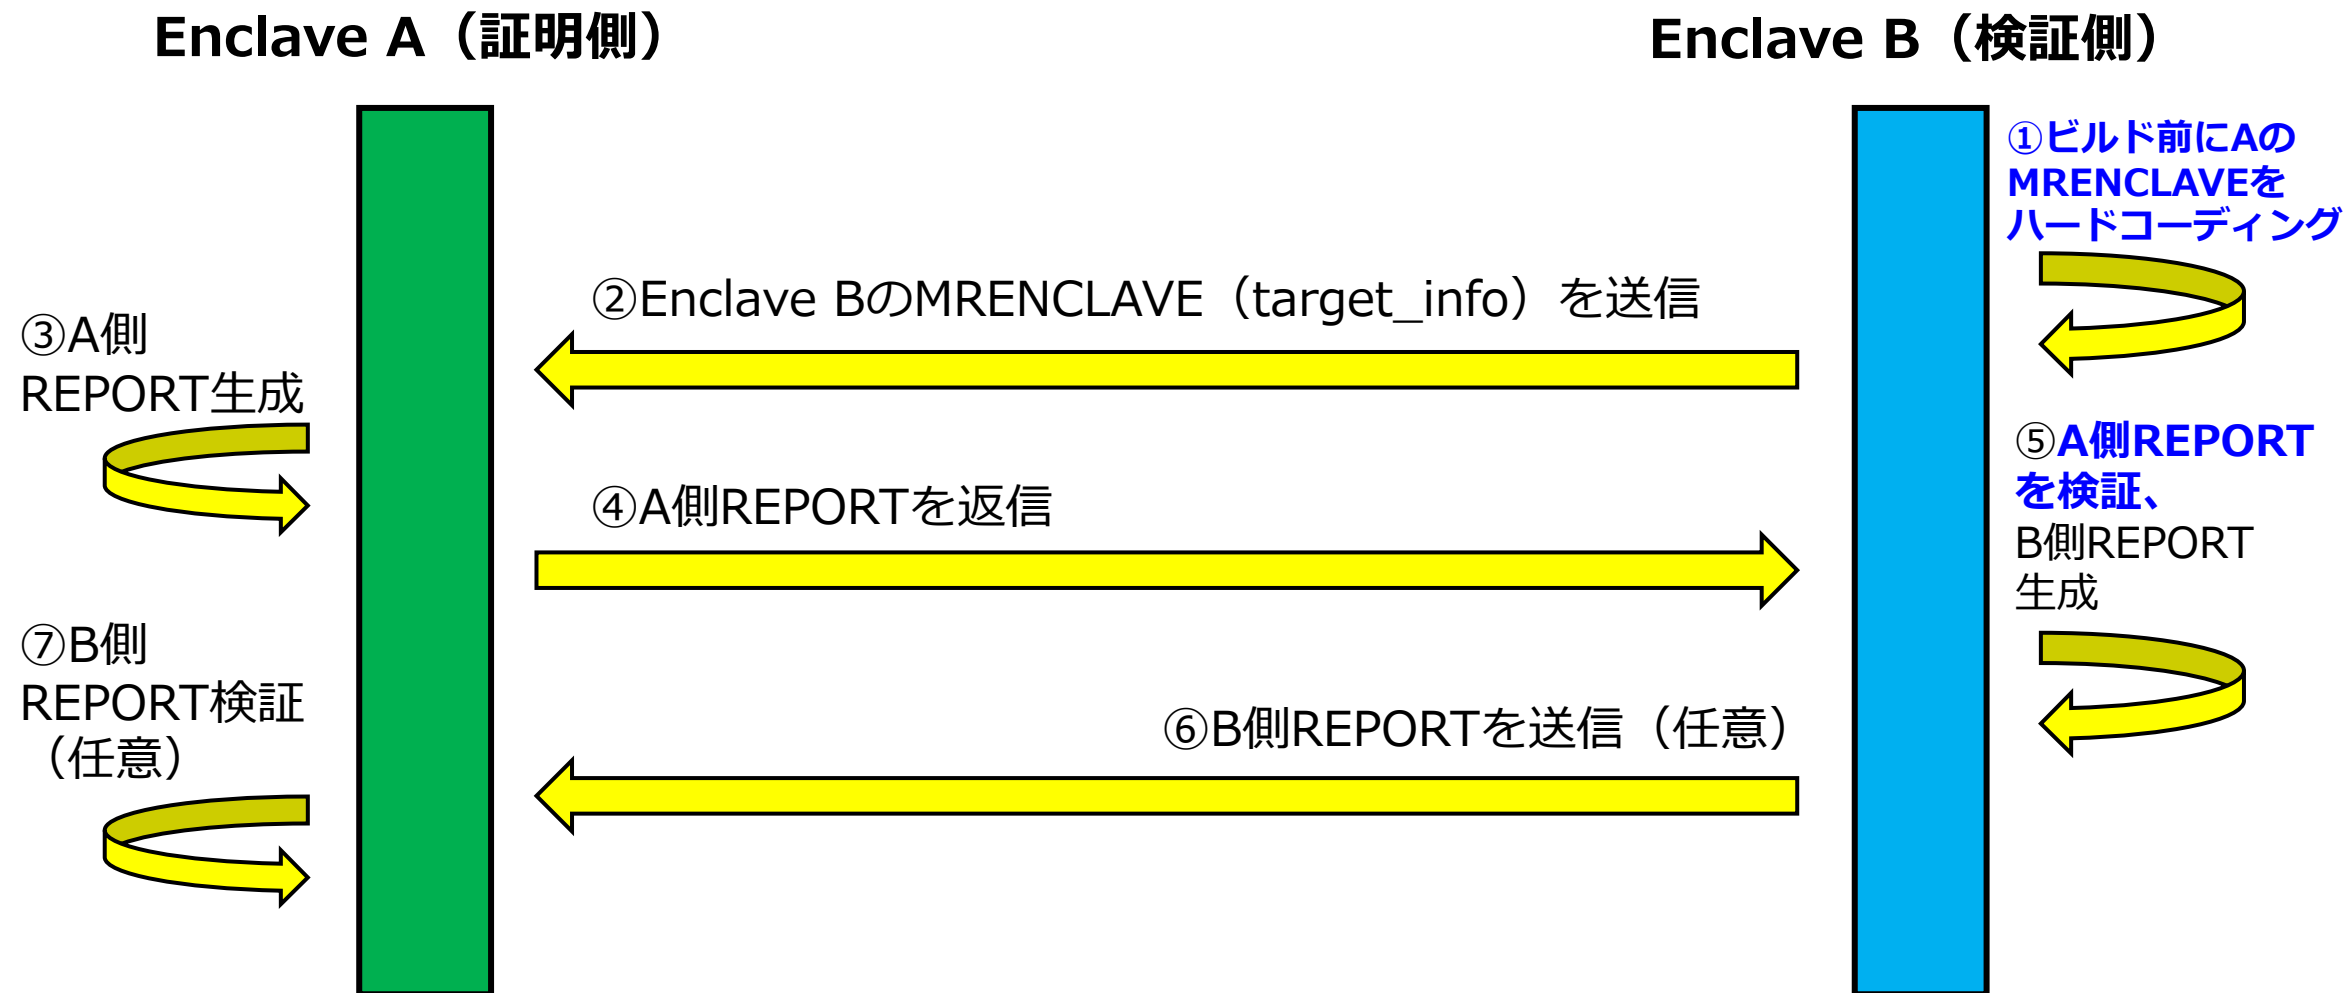 Enclave A（証明側）
Enclave B（検証側）
①ビルド前にAの
MRENCLAVEを
ハードコーディング
②Enclave BのMRENCLAVE（target_info）を送信
③A側
REPORT生成
④A側REPORTを返信
⑤A側REPORT
を検証、
B側REPORT
生成
⑥B側REPORTを送信（任意）
⑦B側
REPORT検証
（任意）